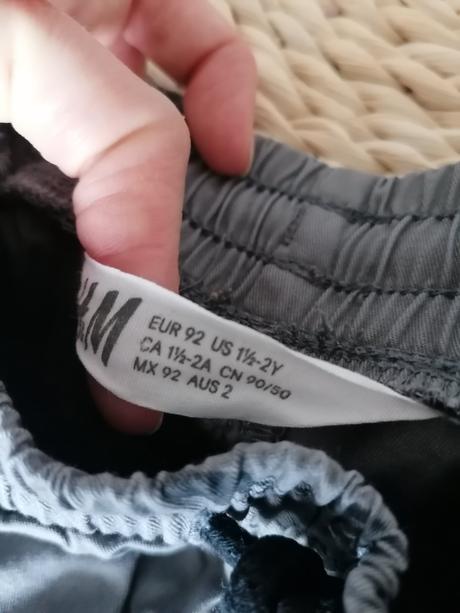 H&M
EUR 92 US 1½-2Y
CA 1½-2A CN 90/50
MX 92 AUS 2